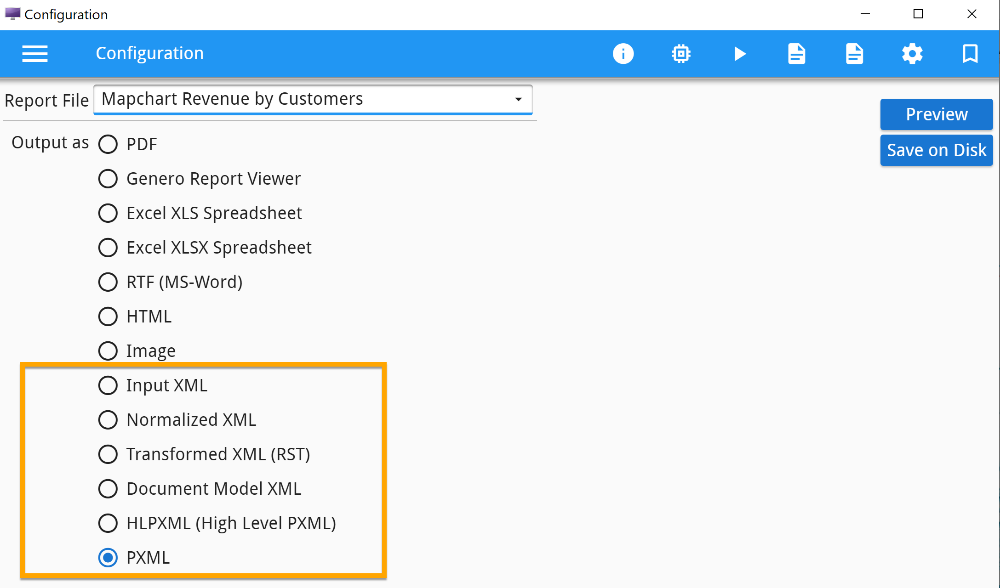 Configuration
Configuration
Report File Mapchart Revenue by Customers
Preview
Output as PDF
Save on Disk
Genero Report Viewer
Excel XLS Spreadsheet
Excel XLSX Spreadsheet
RTF (MS-Word)
HTML
Image
Input XML
Normalized XML
Transformed XML (RST)
Document Model XML
HLPXML (High Level PXML)
PXML